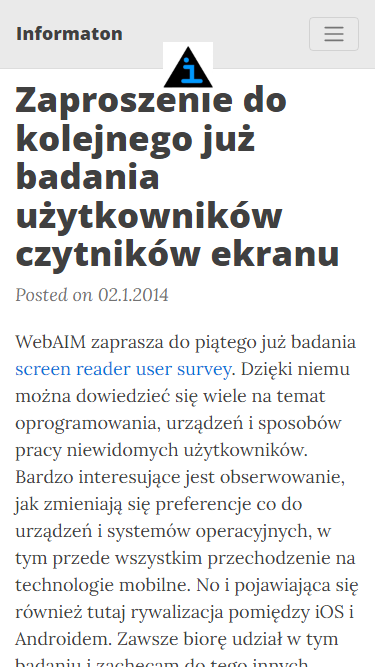 Informaton
Zaproszenie do
kolejnego już
badania
użytkowników
czytników ekranu
Posted on 02.1.2014
WebAIM zaprasza do piątego już badania
screen reader user survey. Dzięki niemu
można dowiedzieć się wiele na temat
oprogramowania, urządzeń i sposobów
pracy niewidomych użytkowników.
Bardzo interesujące jest obserwowanie,
jak zmieniają się preferencje co do
urządzeń i systemów operacyjnych, w
tym przede wszystkim przechodzenie na
technologie mobilne. No i pojawiająca się
również tutaj rywalizacja pomiędzy iOS i
Androidem. Zawsze biorę udział w tym
badaniu i zachęcam do tego innych